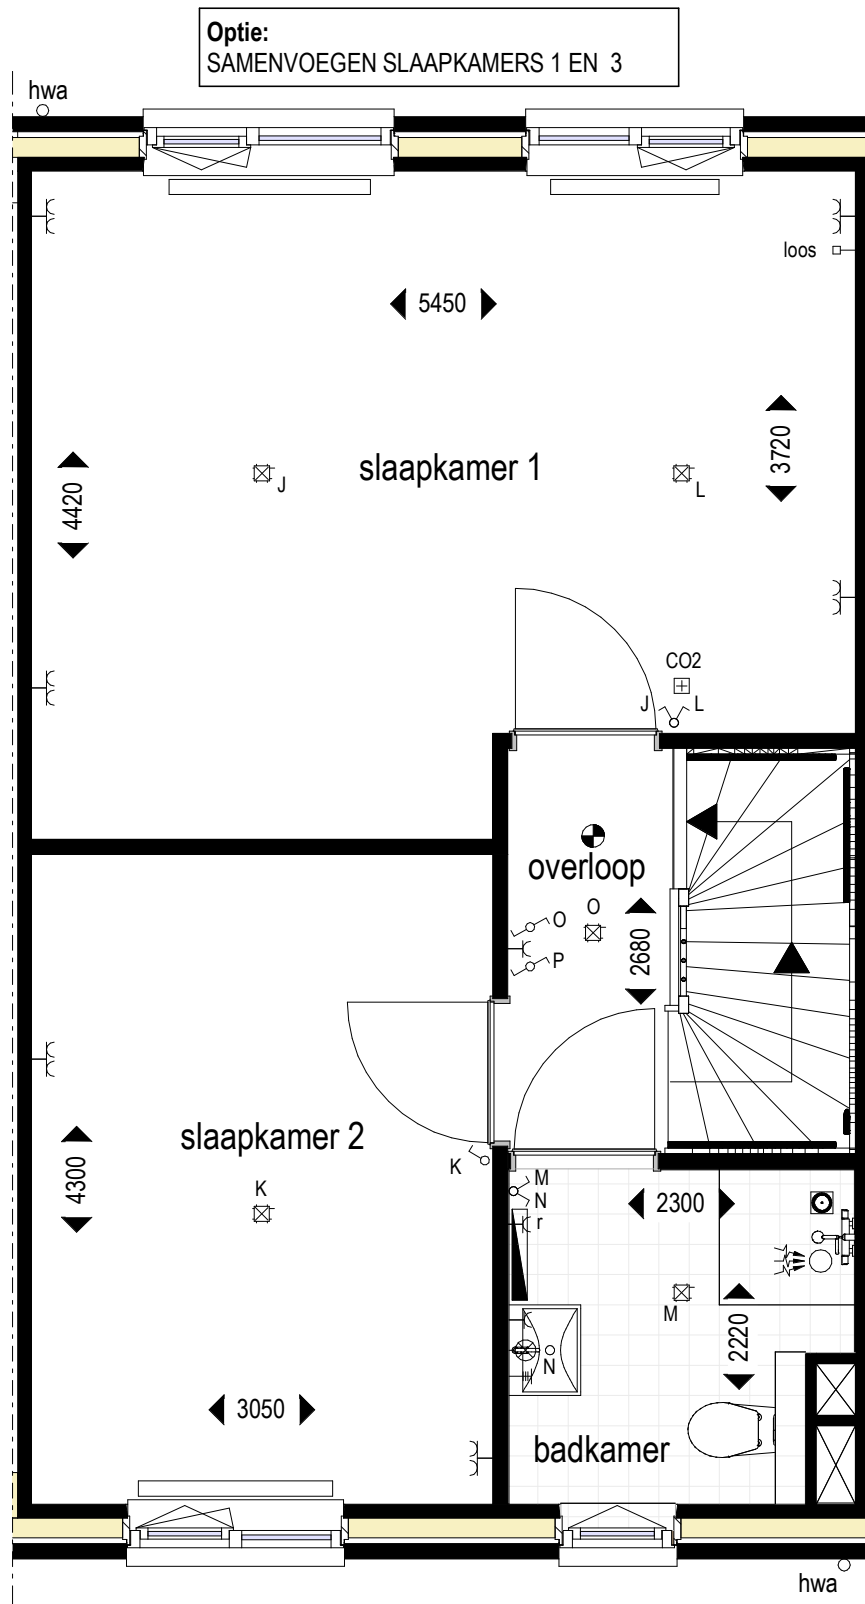 Optie:
SAMENVOEGEN SLAAPKAMERS 1 EN 3
hwa
loos
5450
3720
4420
slaapkamer 1
J
L
CO2
J
L
overloop
O
O
P
2680
slaapkamer 2
K
K
4300
M
N
r
2300
M
2220
N
3050
badkamer
hwa